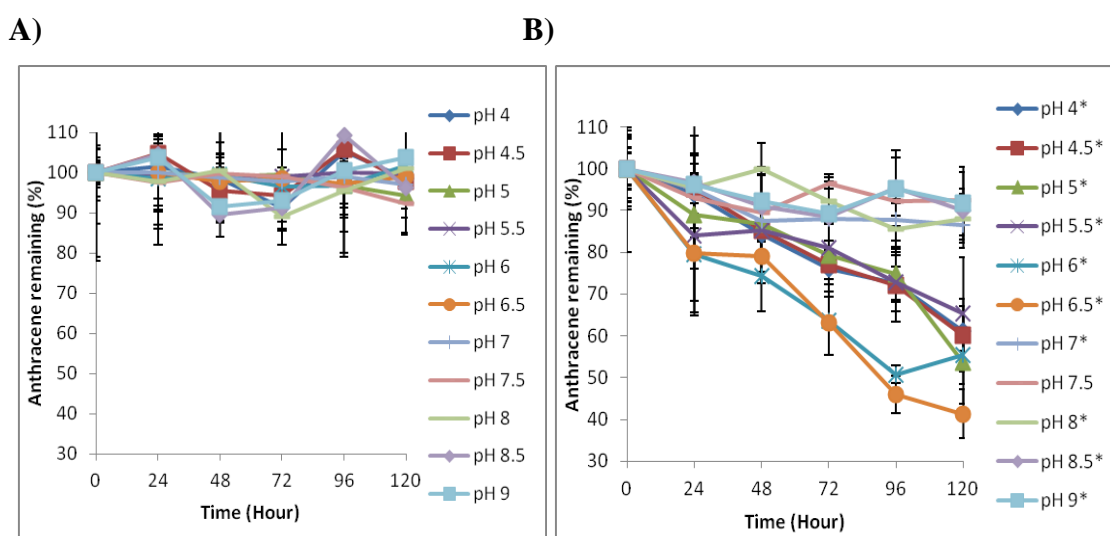 A)
B)
Anthracene remaining (%)
110
100
90
80
70
60
50
40
30
0 24 48 72 96 120
Time (Hour)
pH 4
pH 4.5
pH 5
pH 5.5
pH 6
pH 6.5
pH 7
pH 7.5
pH 8
pH 8.5
pH 9
Anthracene remaining (%)
110
100
90
80
70
60
50
40
30
0 24 48 72 96 120
Time (Hour)
pH 4*
pH 4.5*
pH 5*
pH 5.5*
pH 6*
pH 6.5*
pH 7*
pH 7.5
pH 8*
pH 8.5*
pH 9*